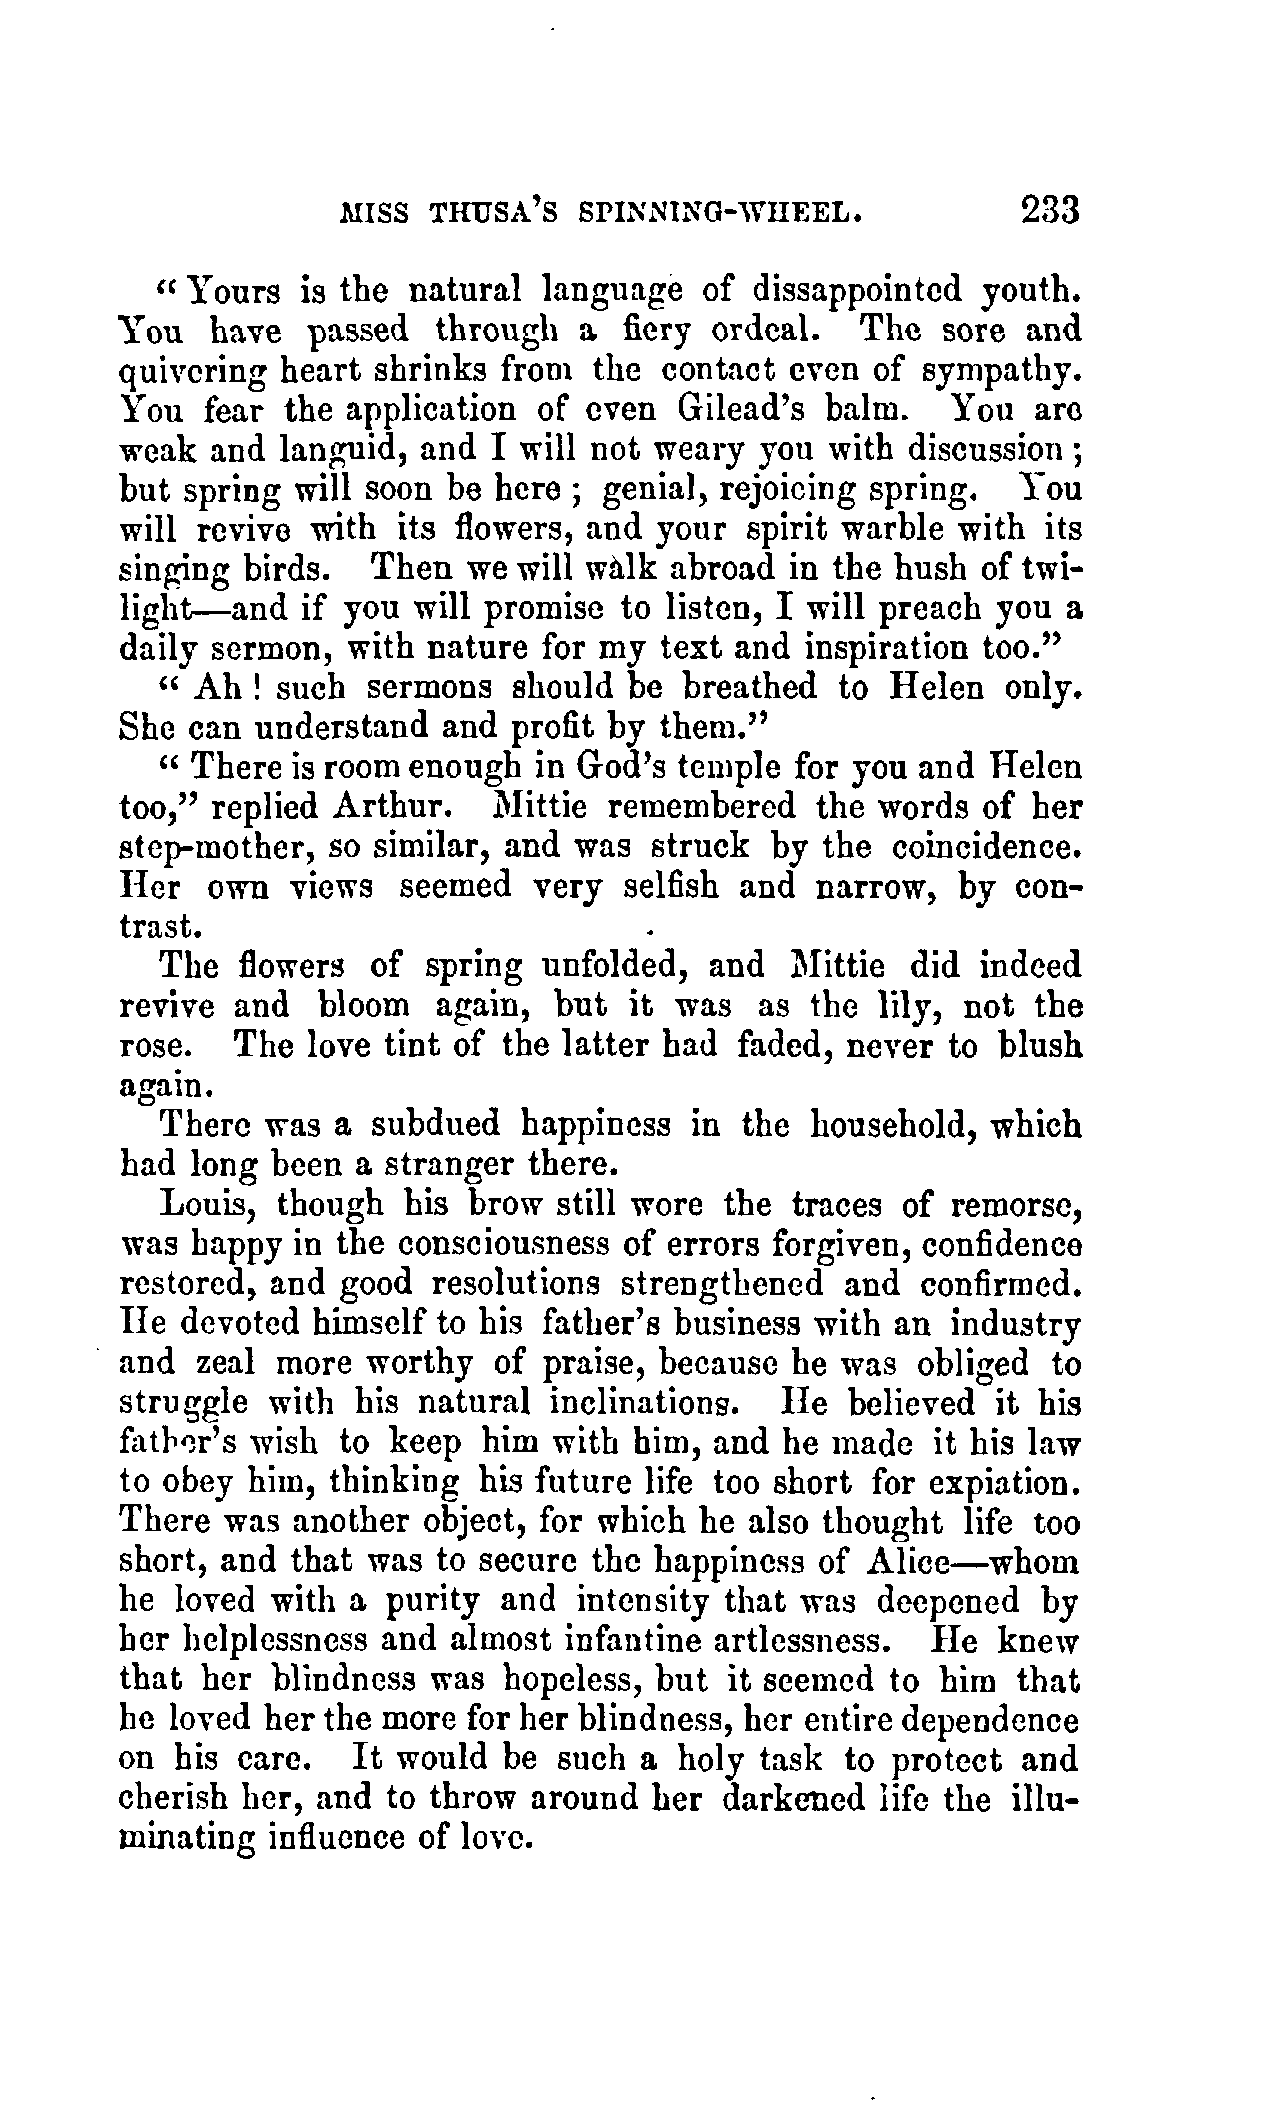 MISS THUSA'S SPINNING-WHEEL. 233
"Yours is the natural language of dissappointed youth.
You have passed through a fiery ordeal. The sore and
quivering heart shrinks from the contact even of sympathy.
You fear the application of even Gilead's balm. You are
weak and languid, and I will not weary you with discussion;
but spring will soon be here; genial, rejoicing spring. You
will revive with its flowers, and your spirit warble with its
singing birds. Then we will walk abroad in the hush of twi-
light—and if you will promise to listen, I will preach you a
daily sermon, with nature for my text and inspiration too."
"Ah! such sermons should be breathed to Helen only.
She can understand and profit by them."
"There is room enough in God's temple for you and Helen
too," replied Arthur. Mittie remembered the words of her
step-mother, so similar, and was struck by the coincidence.
Her own views seemed very selfish and narrow, by con-
trast.
The flowers of spring unfolded, and Mittie did indeed
revive and bloom again, but it was as the lily, not the
rose. The love tint of the latter had faded, never to blush
again.
There was a subdued happiness in the household, which
had long been a stranger there.
Louis, though his brow still wore the traces of remorse,
was happy in the consciousness of errors forgiven, confidence
restored, and good resolutions strengthened and confirmed.
He devoted himself to his father's business with an industry
and zeal more worthy of praise, because he was obliged to
struggle with his natural inclinations. He believed it his
father's wish to keep him with him, and he made it his law
to obey him, thinking his future life too short for expiation.
There was another object, for which he also thought life too
short, and that was to secure the happiness of Alice—whom
he loved with a purity and intensity that was deepened by
her helplessness and almost infantine artlessness. He knew
that her blindness was hopeless, but it seemed to him that
he loved her the more for her blindness, her entire dependence
on his care. It would be such a holy task to protect and
cherish her, and to throw around her darkened life the illu-
minating influence of love.